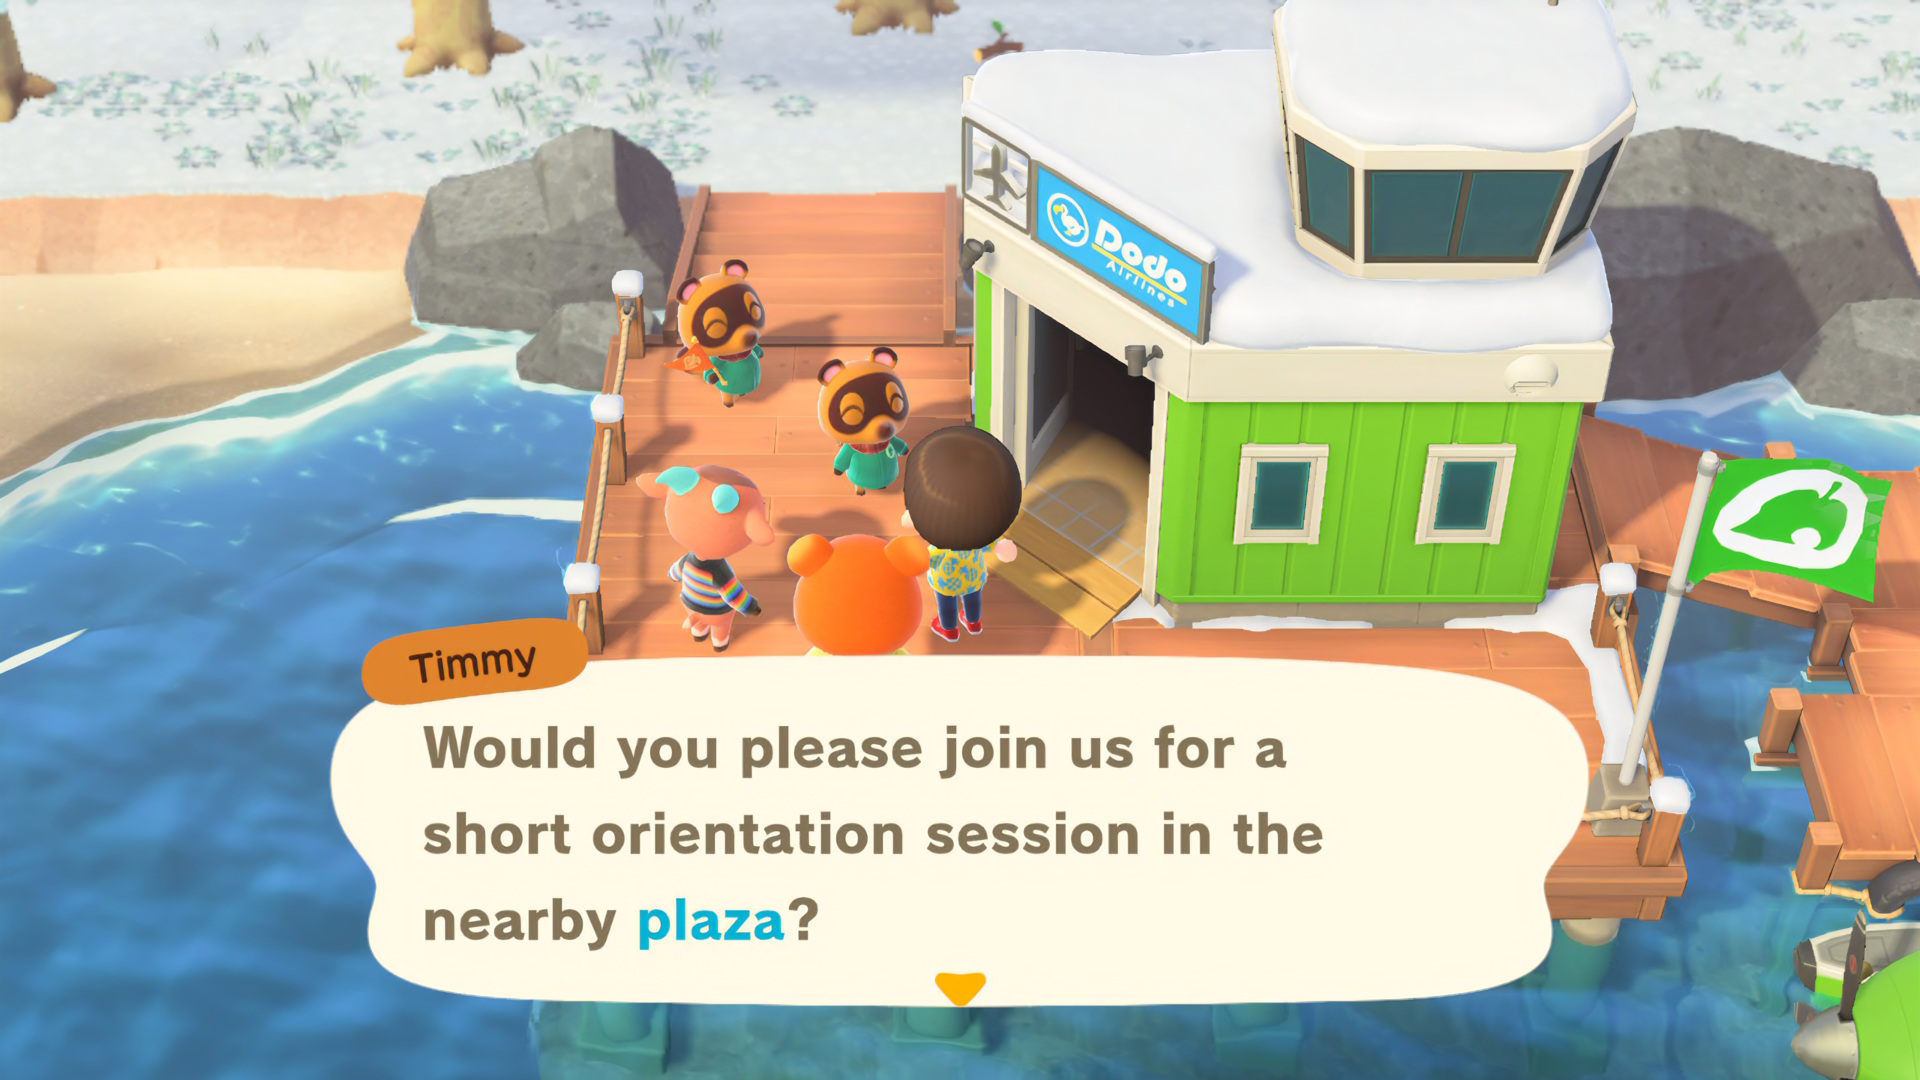 Dodo
Airlines
Timmy
Would you please join us for a
short orientation session in the
nearby plaza?